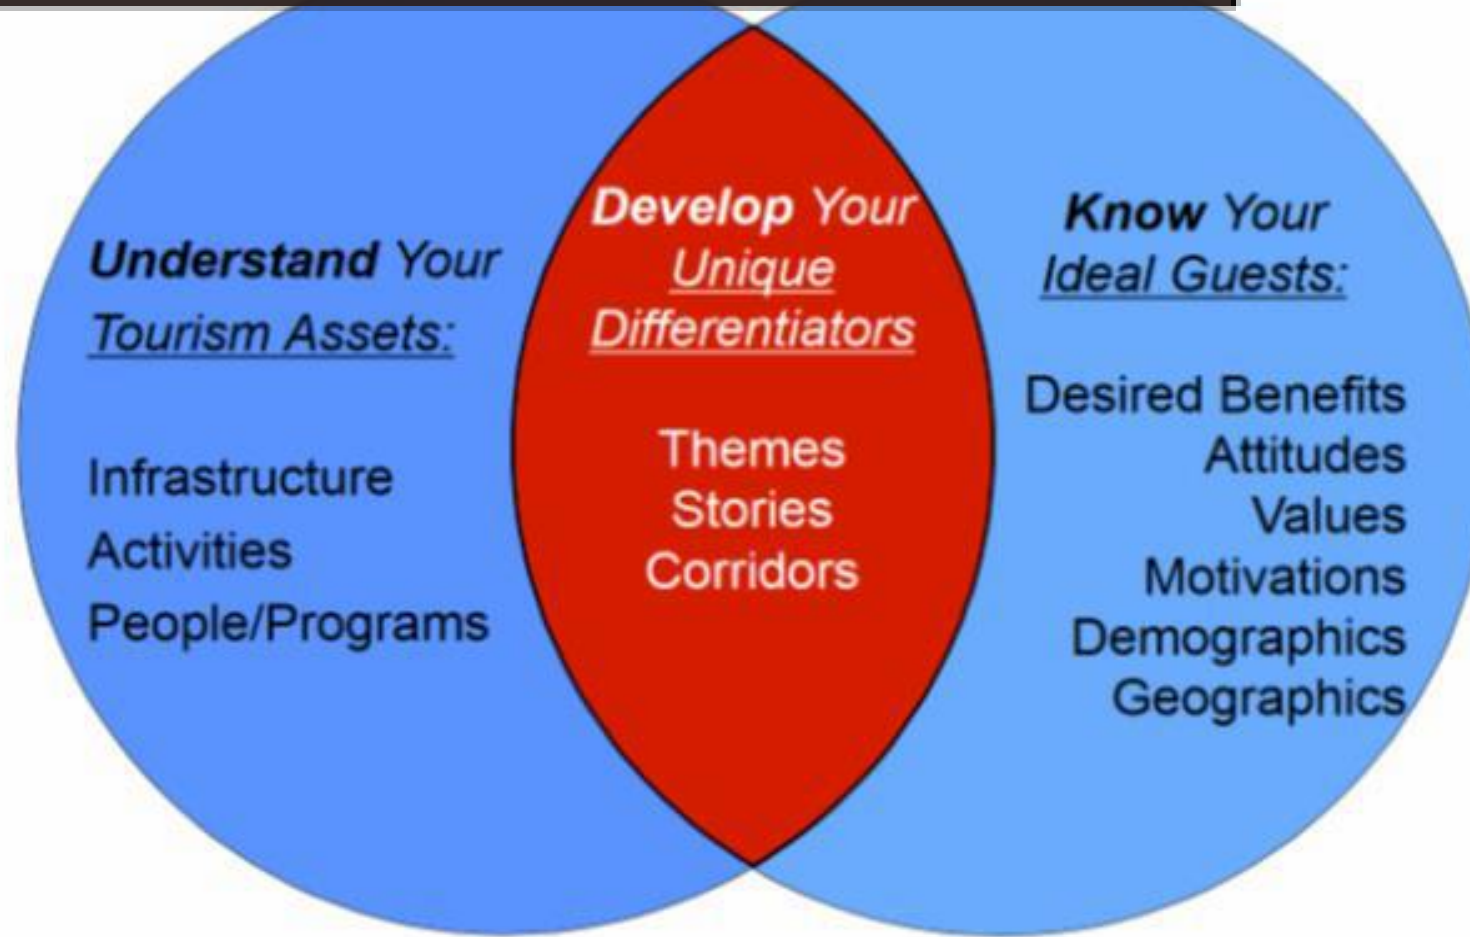 Understand Your
Tourism Assets:
Infrastructure
Activities
People/Programs
Develop Your
Unique
Differentiators
Themes
Stories
Corridors
Know Your
Ideal Guests:
Desired Benefits
Attitudes
Values
Motivations
Demographics
Geographics